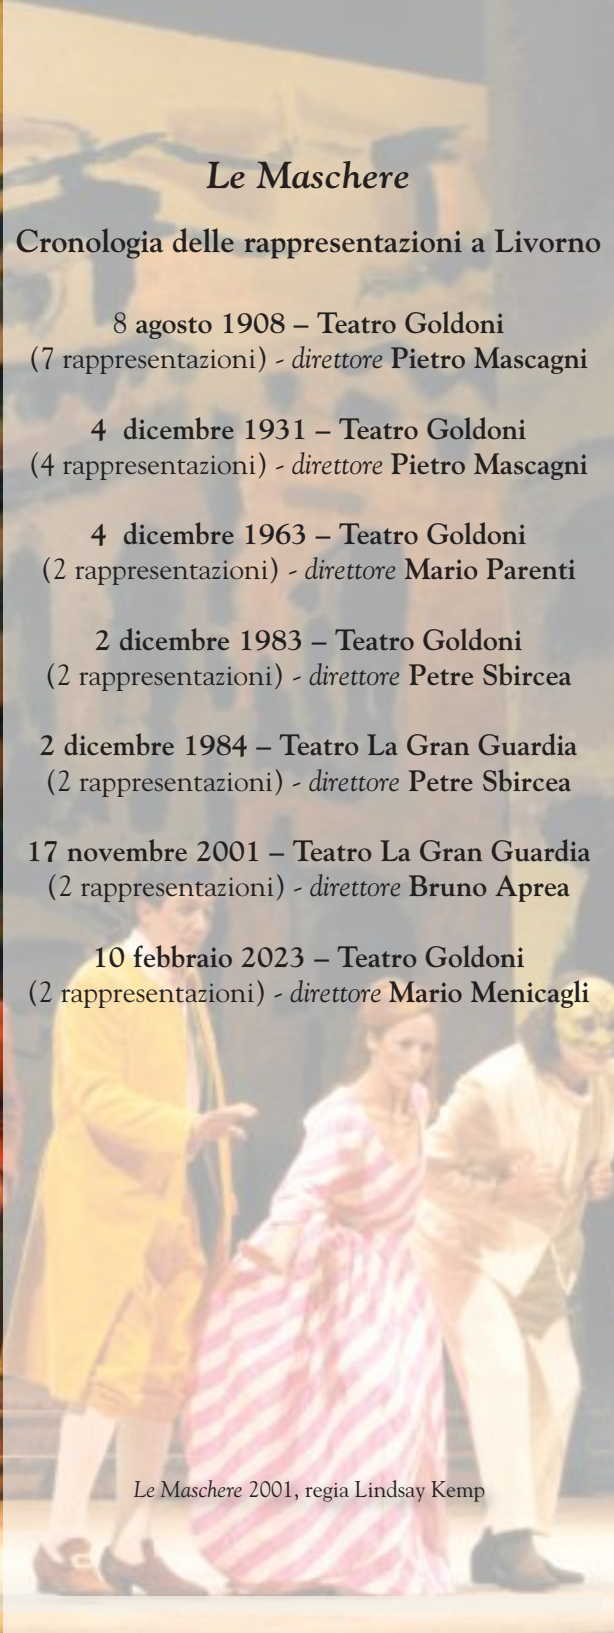 Le Maschere
Cronologia delle rappresentazioni a Livorno
8 agosto 1908 – Teatro Goldoni
(7 rappresentazioni) - direttore Pietro Mascagni
4 dicembre 1931 – Teatro Goldoni
(4 rappresentazioni) - direttore Pietro Mascagni
4 dicembre 1963 – Teatro Goldoni
(2 rappresentazioni) - direttore Mario Parenti
2 dicembre 1983 – Teatro Goldoni
(2 rappresentazioni) - direttore Petre Sbircea
2 dicembre 1984 – Teatro La Gran Guardia
(2 rappresentazioni) - direttore Petre Sbircea
17 novembre 2001 – Teatro La Gran Guardia
(2 rappresentazioni) - direttore Bruno Aprea
10 febbraio 2023 – Teatro Goldoni
(2 rappresentazioni) - direttore Mario Menicagli
Le Maschere 2001, regia Lindsay Kemp